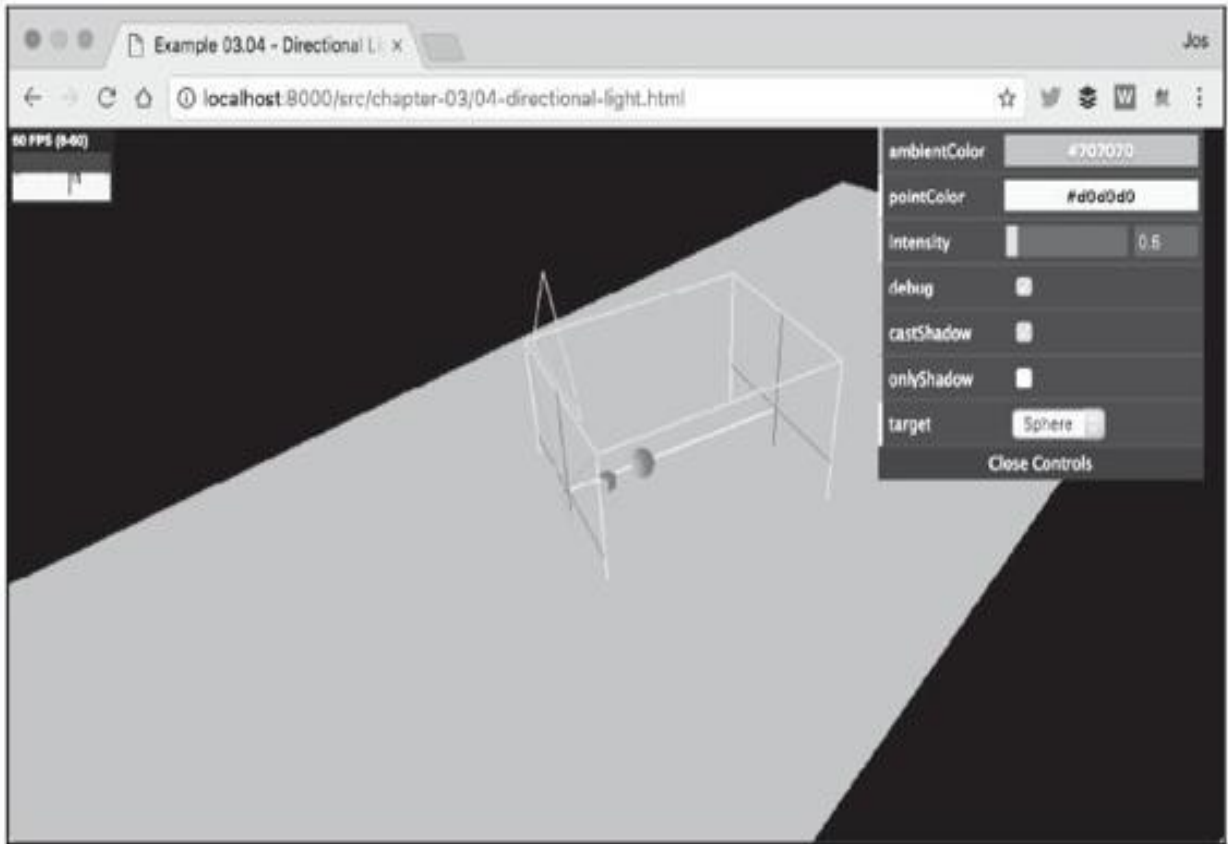 Example 03.04 - Directional Li
Jos
localhost:8000/src/chapter-03/04-directional-light.html
60 FPS (8-60)
ambientColor #707070
pointColor #d0d0d0
intensity 0.6
debug
castShadow
onlyShadow
target Sphere
Close Controls